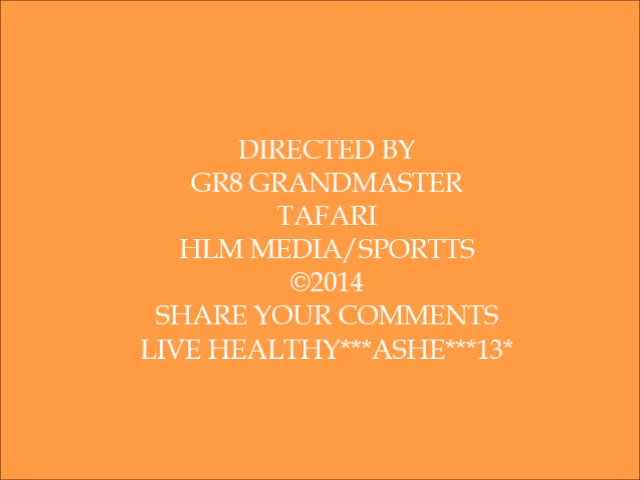 DIRECTED BY
GR8 GRANDMASTER
TAFARI
HLM MEDIA/SPORTTS
©2014
SHARE YOUR COMMENTS
LIVE HEALTHY***ASHE***13*